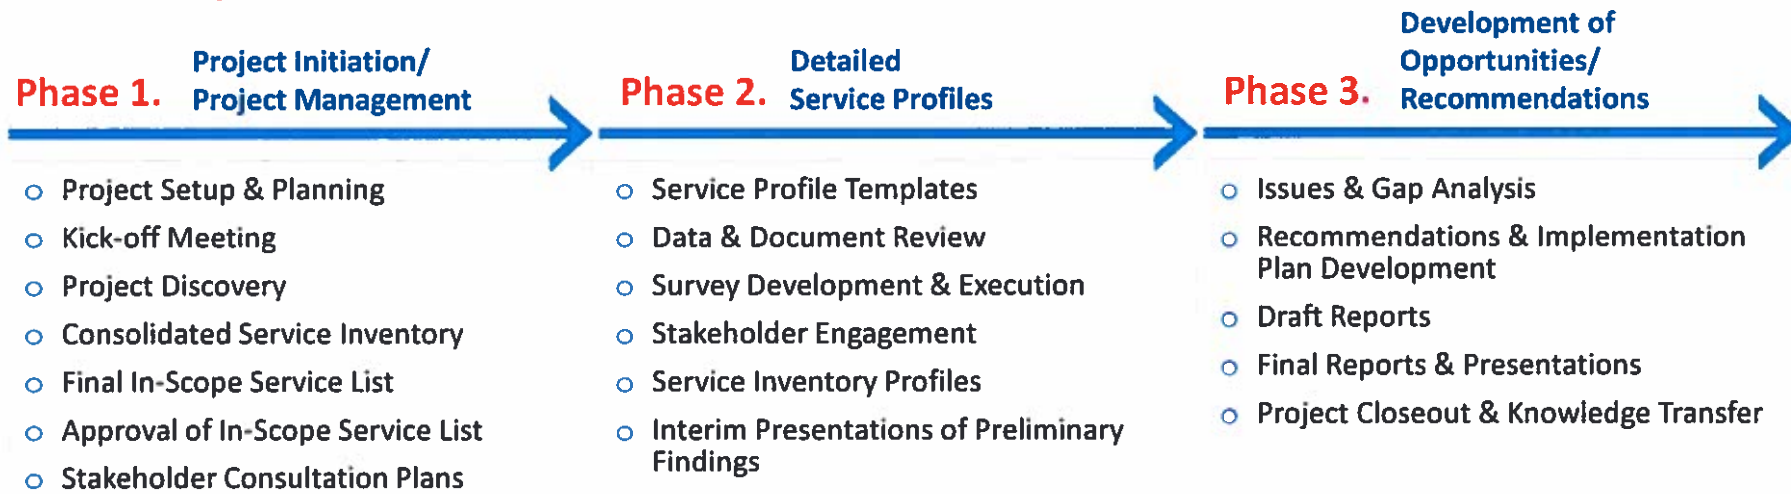 Phase 1.
Project Initiation/
Project Management
Project Setup & Planning
Kick-off Meeting
Project Discovery
Consolidated Service Inventory
Final In-Scope Service List
Approval of In-Scope Service List
Stakeholder Consultation Plans
Phase 2.
Detailed
Service Profiles
Service Profile Templates
Data & Document Review
Survey Development & Execution
Stakeholder Engagement
Service Inventory Profiles
Interim Presentations of Preliminary
Findings
Phase 3.
Development of
Opportunities/
Recommendations
Issues & Gap Analysis
Recommendations & Implementation
Plan Development
Draft Reports
Final Reports & Presentations
Project Closeout & Knowledge Transfer